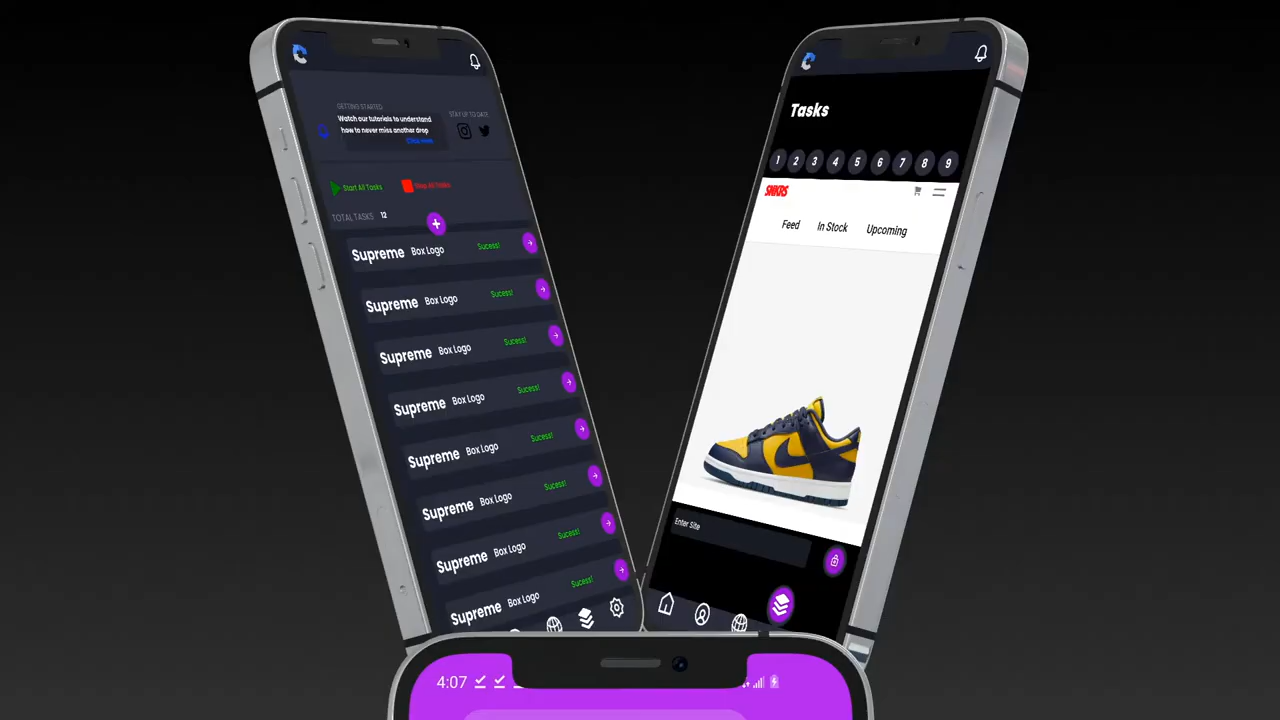 GETTING STARTED
Watch our tutorials to understand
how to never miss another drop
Click Here
STAY UP TO DATE
Start All Tasks
Stop All Tasks
TOTAL TASKS 12
Supreme Box Logo Sucess!
Supreme Box Logo Sucess!
Supreme Box Logo Sucess!
Supreme Box Logo Sucess!
Supreme Box Logo Sucess!
Supreme Box Logo Sucess!
Supreme Box Logo Sucess!
Supreme Box Logo Sucess!
Tasks
1 2 3 4 5 6 7 8 9
SNKRS
Feed In Stock Upcoming
Enter Site
4:07